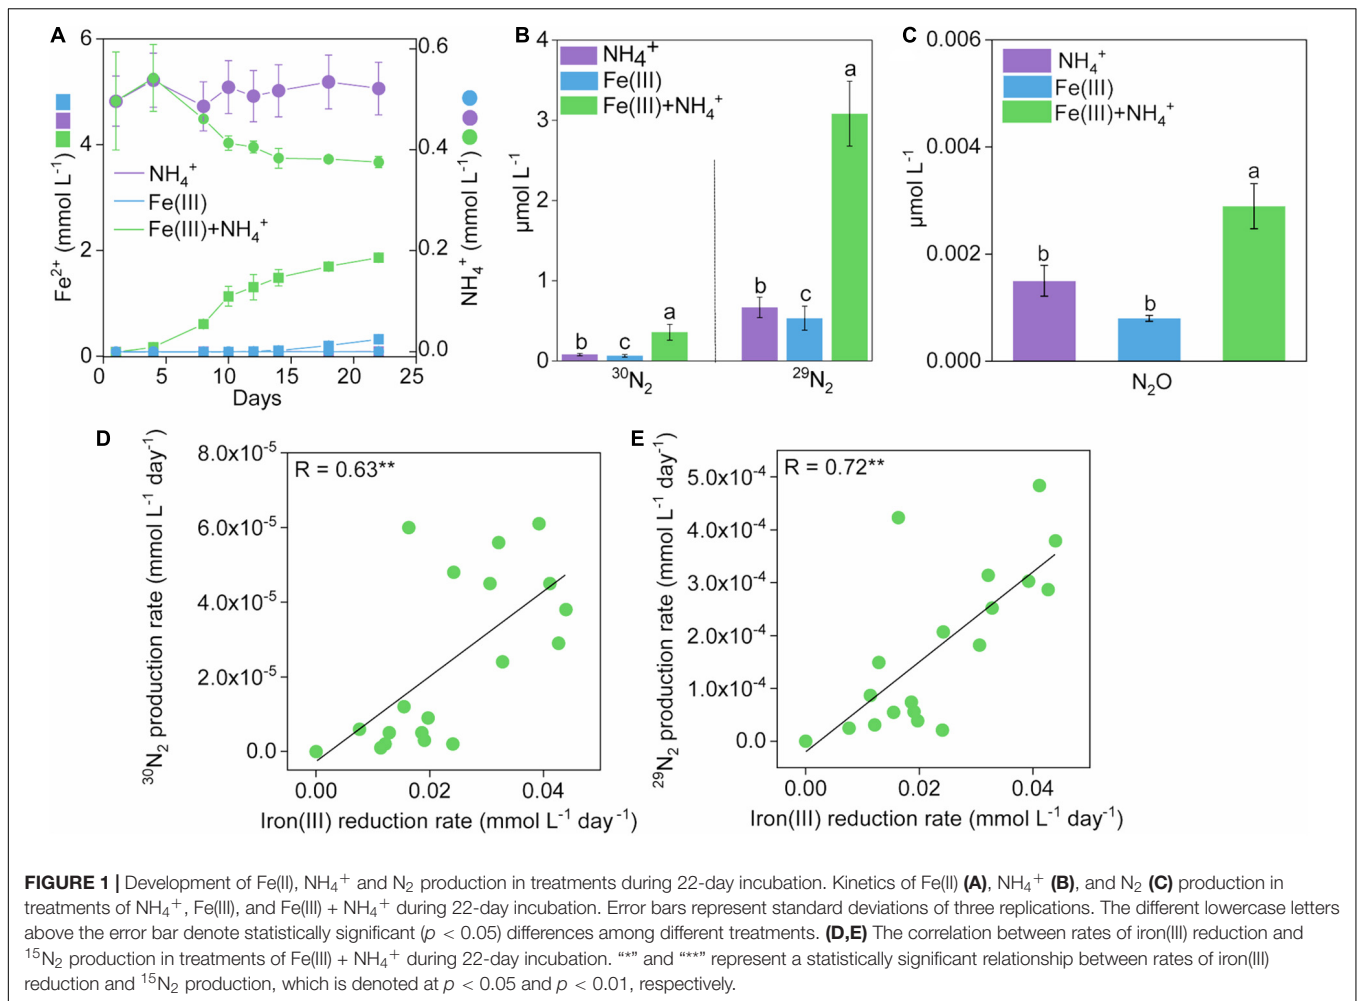 A
Fe²⁺ (mmol L⁻¹)
6
4
2
0
NH₄⁺
Fe(III)
Fe(III)+NH₄⁺
0 5 10 15 20 25
Days
0.6
0.4
0.2
0.0
NH₄⁺ (mmol L⁻¹)
B
µmol L⁻¹
4
3
2
1
0
NH₄⁺
Fe(III)
Fe(III)+NH₄⁺
b c a b c a
³⁰N₂ ²⁹N₂
C
µmol L⁻¹
0.006
0.004
0.002
0.000
NH₄⁺
Fe(III)
Fe(III)+NH₄⁺
b b a
N₂O
D
³⁰N₂ production rate (mmol L⁻¹ day⁻¹)
8.0x10⁻⁵
6.0x10⁻⁵
4.0x10⁻⁵
2.0x10⁻⁵
0.0
R = 0.63**
0.00 0.02 0.04
Iron(III) reduction rate (mmol L⁻¹ day⁻¹)
E
²⁹N₂ production rate (mmol L⁻¹ day⁻¹)
5.0x10⁻⁴
4.0x10⁻⁴
3.0x10⁻⁴
2.0x10⁻⁴
1.0x10⁻⁴
0.0
R = 0.72**
0.00 0.02 0.04
Iron(III) reduction rate (mmol L⁻¹ day⁻¹)
FIGURE 1 | Development of Fe(II), NH₄⁺ and N₂ production in treatments during 22-day incubation. Kinetics of Fe(II) (A), NH₄⁺ (B), and N₂ (C) production in
treatments of NH₄⁺, Fe(III), and Fe(III) + NH₄⁺ during 22-day incubation. Error bars represent standard deviations of three replications. The different lowercase letters
above the error bar denote statistically significant (p < 0.05) differences among different treatments. (D,E) The correlation between rates of iron(III) reduction and
¹⁵N₂ production in treatments of Fe(III) + NH₄⁺ during 22-day incubation. “*” and “**” represent a statistically significant relationship between rates of iron(III)
reduction and ¹⁵N₂ production, which is denoted at p < 0.05 and p < 0.01, respectively.